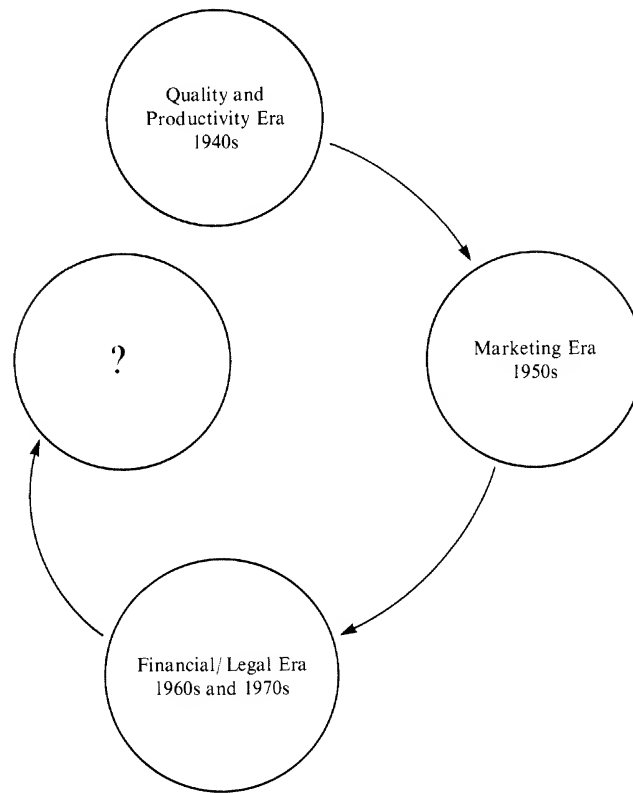 Quality and
Productivity Era
1940s
Marketing Era
1950s
?
Financial/Legal Era
1960s and 1970s